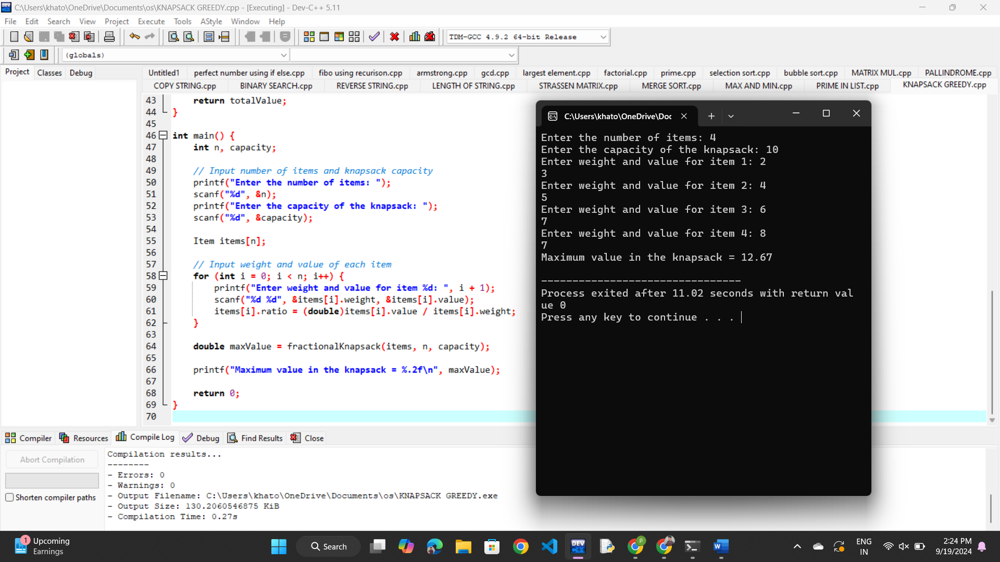 C:\Users\khato\OneDrive\Documents\os\KNAPSACK GREEDY.cpp - [Executing] - Dev-C++ 5.11
File Edit Search View Project Execute Tools AStyle Window Help
TDM-GCC 4.9.2 64-bit Release
(globals)
Project Classes Debug
Untitled1 perfect number using if else.cpp fibo using recurison.cpp armstrong.cpp gcd.cpp largest element.cpp factorial.cpp prime.cpp selection sort.cpp bubble sort.cpp MATRIX MUL.cpp PALLINDROME.cpp
COPY STRING.cpp BINARY SEARCH.cpp REVERSE STRING.cpp LENGTH OF STRING.cpp STRASSEN MATRIX.cpp MERGE SORT.cpp MAX AND MIN.cpp PRIME IN LIST.cpp KNAPSACK GREEDY.cpp
43 return totalValue;
44 }
45
46 int main() {
47 int n, capacity;
48
49 // Input number of items and knapsack capacity
50 printf("Enter the number of items: ");
51 scanf("%d", &n);
52 printf("Enter the capacity of the knapsack: ");
53 scanf("%d", &capacity);
54
55 Item items[n];
56
57 // Input weight and value of each item
58 for (int i = 0; i < n; i++) {
59 printf("Enter weight and value for item %d: ", i + 1);
60 scanf("%d %d", &items[i].weight, &items[i].value);
61 items[i].ratio = (double)items[i].value / items[i].weight;
62 }
63
64 double maxValue = fractionalKnapsack(items, n, capacity);
65
66 printf("Maximum value in the knapsack = %.2f\n", maxValue);
67
68 return 0;
69 }
70
C:\Users\khato\OneDrive\Doc
Enter the number of items: 4
Enter the capacity of the knapsack: 10
Enter weight and value for item 1: 2
3
Enter weight and value for item 2: 4
5
Enter weight and value for item 3: 6
7
Enter weight and value for item 4: 8
7
Maximum value in the knapsack = 12.67
--------------------------------
Process exited after 11.02 seconds with return val
ue 0
Press any key to continue . . .
Compiler Resources Compile Log Debug Find Results Close
Abort Compilation
Shorten compiler paths
Compilation results...
--------
- Errors: 0
- Warnings: 0
- Output Filename: C:\Users\khato\OneDrive\Documents\os\KNAPSACK GREEDY.exe
- Output Size: 130.2060546875 KiB
- Compilation Time: 0.27s
1
Upcoming
Earnings
Search
DEV
C++
P
ENG
IN
2:24 PM
9/19/2024